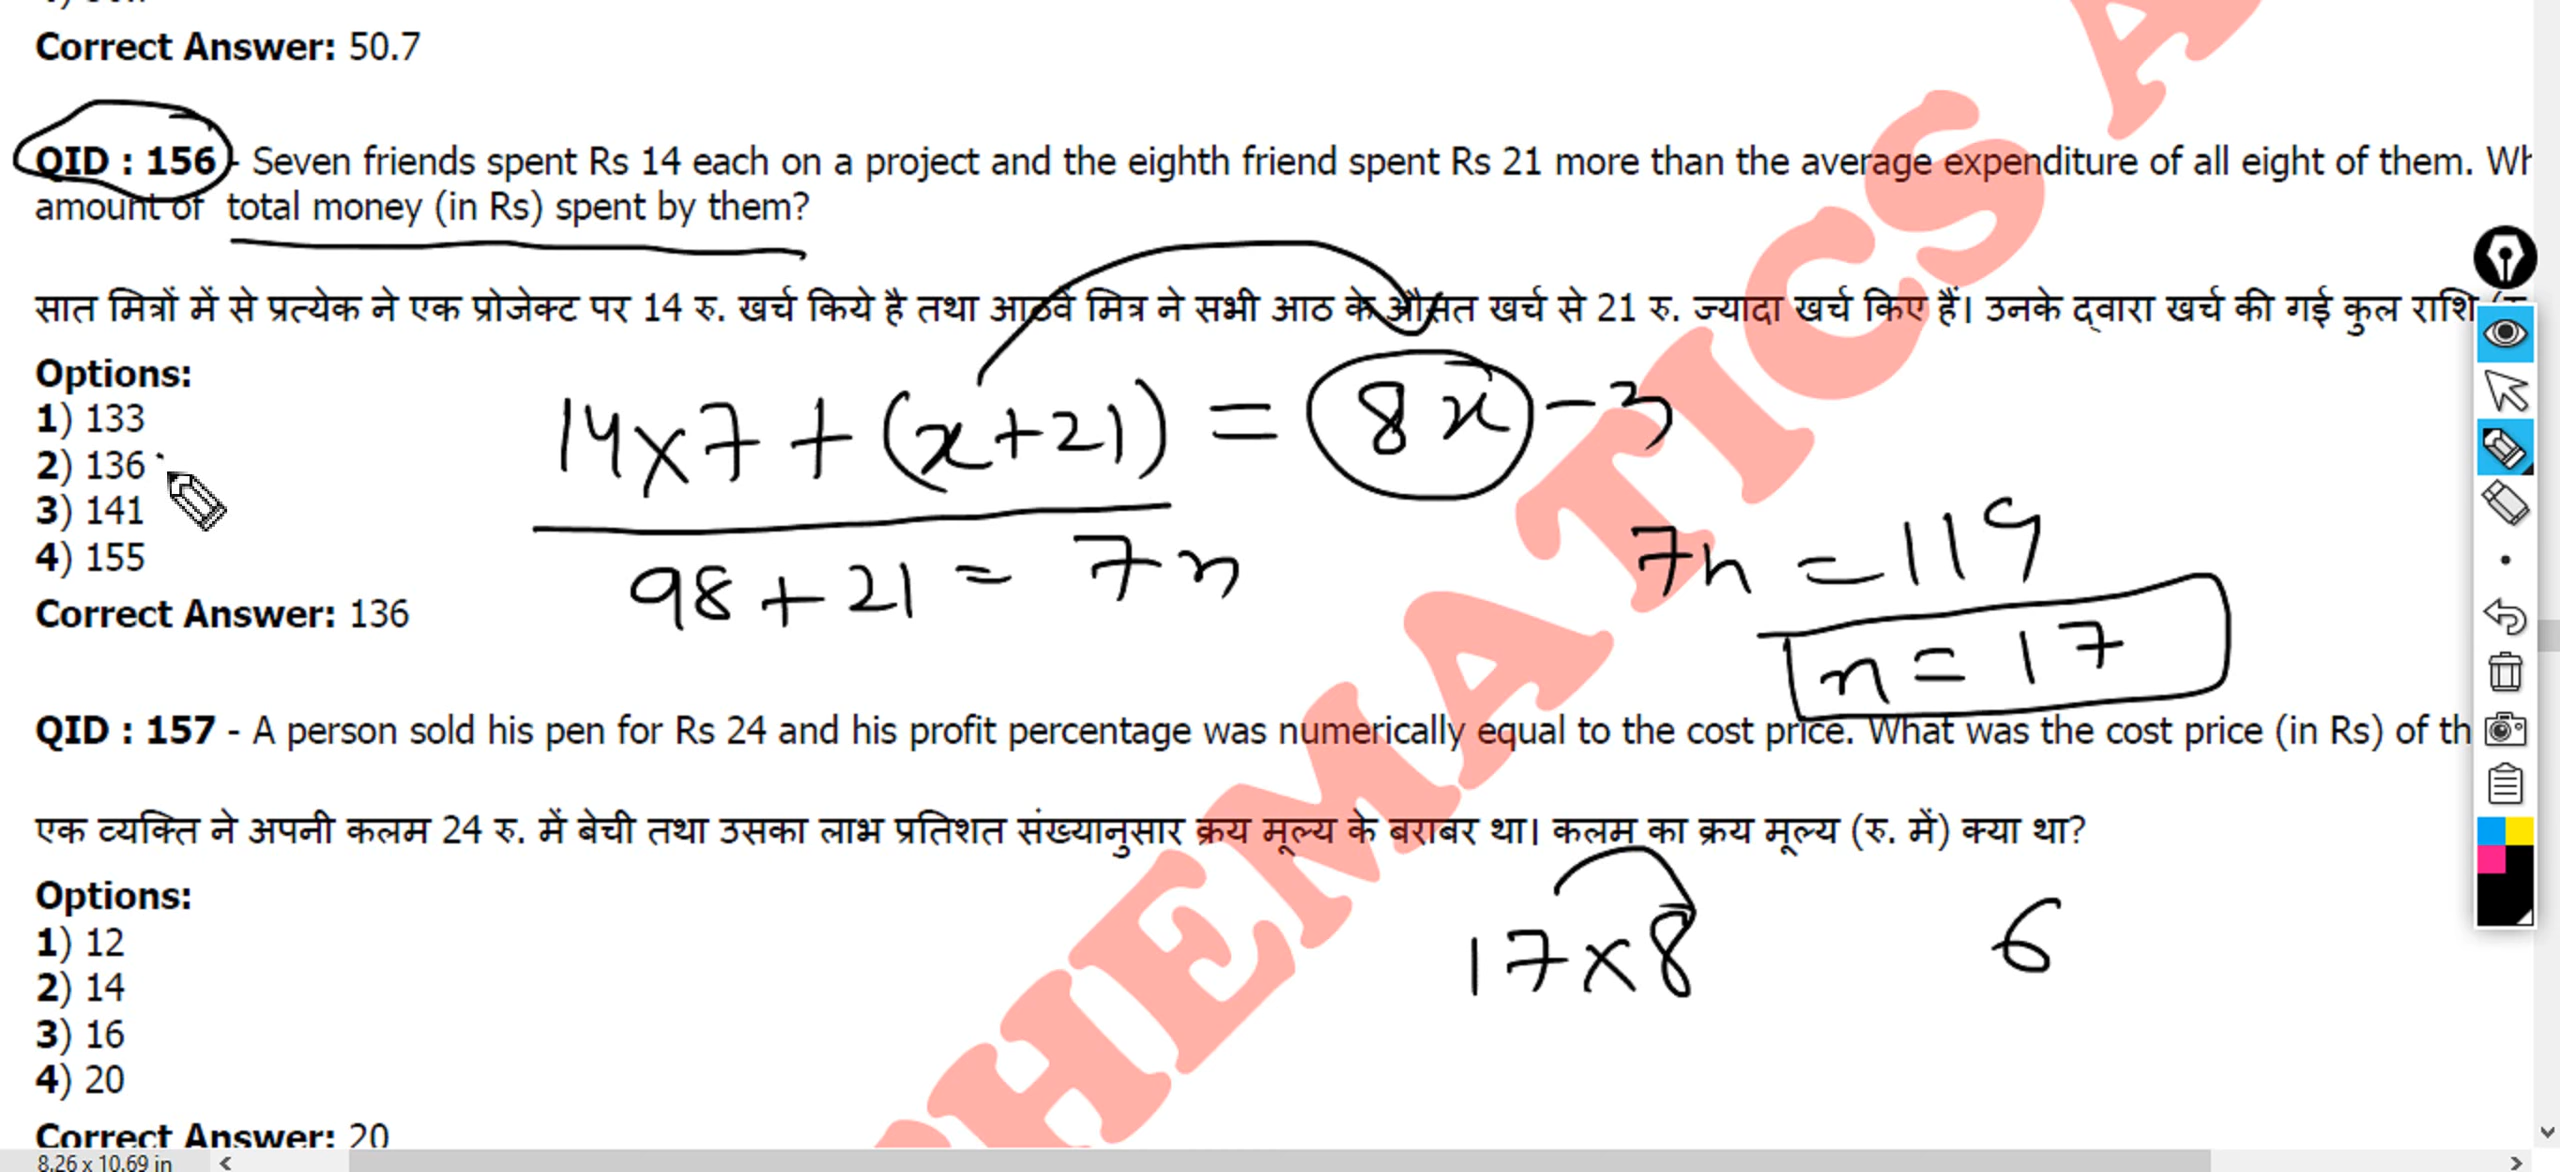 Correct Answer: 50.7
QID : 156 - Seven friends spent Rs 14 each on a project and the eighth friend spent Rs 21 more than the average expenditure of all eight of them.
amount of total money (in Rs) spent by them?
सात मित्रों में से प्रत्येक ने एक प्रोजेक्ट पर 14 रु. खर्च किये है तथा आठवें मित्र ने सभी आठ के औसत खर्च से 21 रु. ज्यादा खर्च किए हैं। उनके द्वारा खर्च की गई कुल राशि
Options:
1) 133
2) 136
3) 141
4) 155
14x7 + (x+21) = 8x - 3
98 + 21 = 7x
7x = 119
x = 17
Correct Answer: 136
QID : 157 - A person sold his pen for Rs 24 and his profit percentage was numerically equal to the cost price. What was the cost price (in Rs) of th
एक व्यक्ति ने अपनी कलम 24 रु. में बेची तथा उसका लाभ प्रतिशत संख्यानुसार क्रय मूल्य के बराबर था। कलम का क्रय मूल्य (रु. में) क्या था?
Options:
1) 12
2) 14
3) 16
4) 20
17x8 6
Correct Answer: 20
8.26 x 10.69 in
HEMATICS A